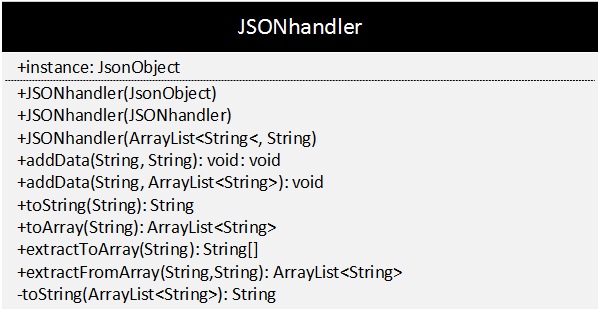 JSONhandler
+instance: JsonObject
+JSONhandler(JsonObject)
+JSONhandler(JSONhandler)
+JSONhandler(ArrayList<String<, String)
+addData(String, String): void: void
+addData(String, ArrayList<String>): void
+toString(String): String
+toArray(String): ArrayList<String>
+extractToArray(String): String[]
+extractFromArray(String,String): ArrayList<String>
-toString(ArrayList<String>): String